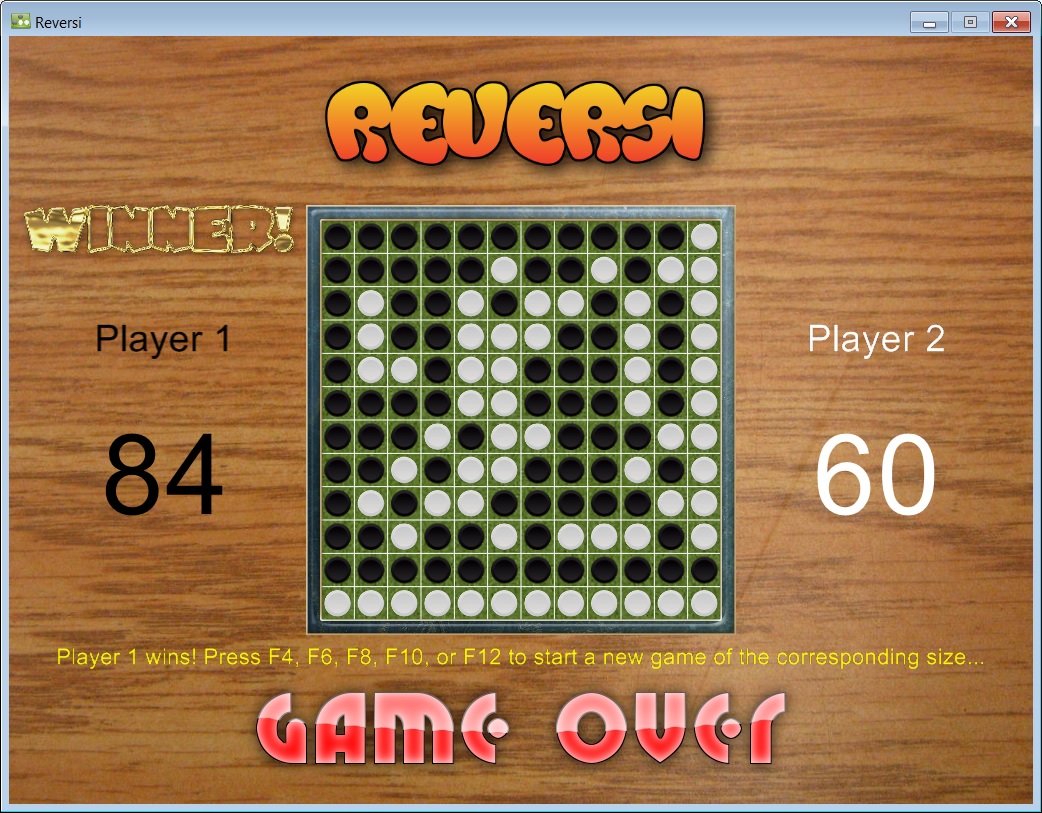 Reversi
REVERSI
WINNER!
Player 1
Player 2
84
60
Player 1 wins! Press F4, F6, F8, F10, or F12 to start a new game of the corresponding size...
GAME OVER